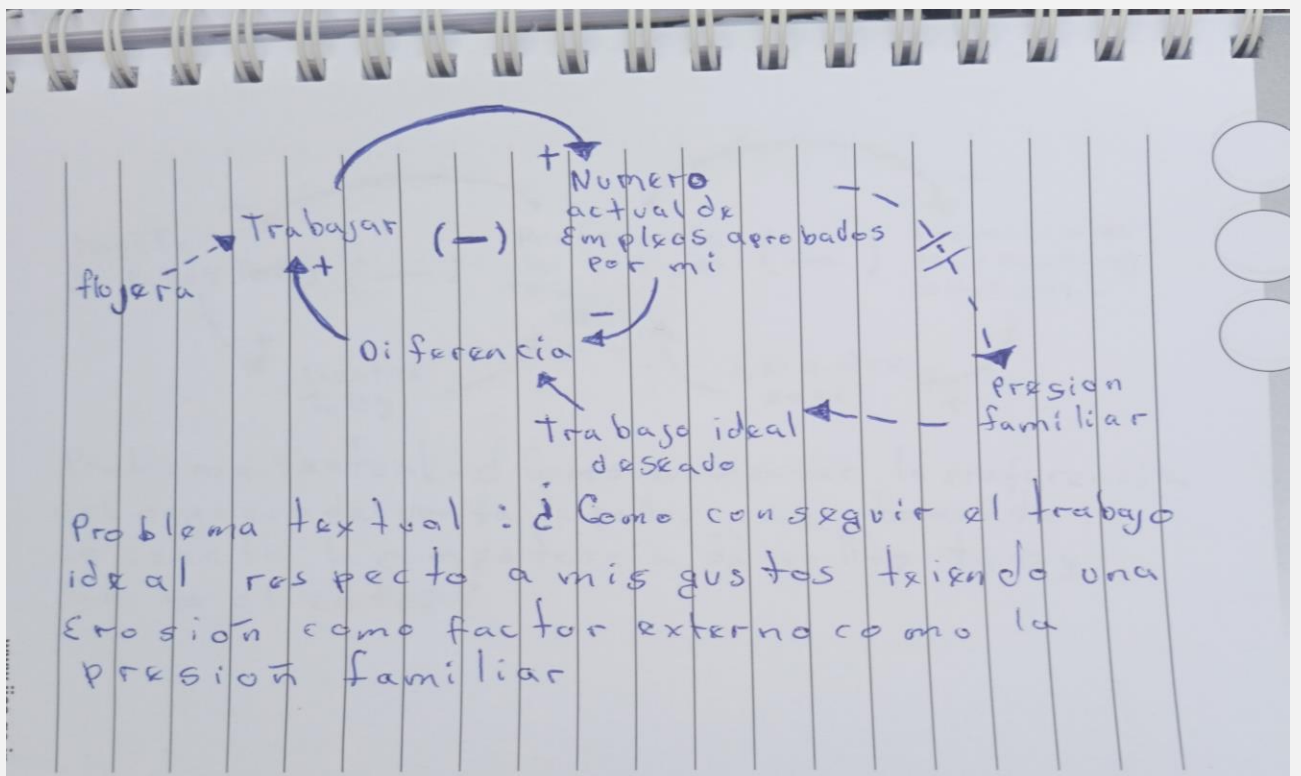 +
Numero
actual de
Empleos aprobados
por mi
Trabajar
(-)
flojera
+
-
Diferencia
Presion
familiar
Trabajo ideal
deseado
Problema textual : ¿Como conseguir el trabajo
ideal respecto a mis gustos teiendo una
Erosion como factor externo como la
presion familiar